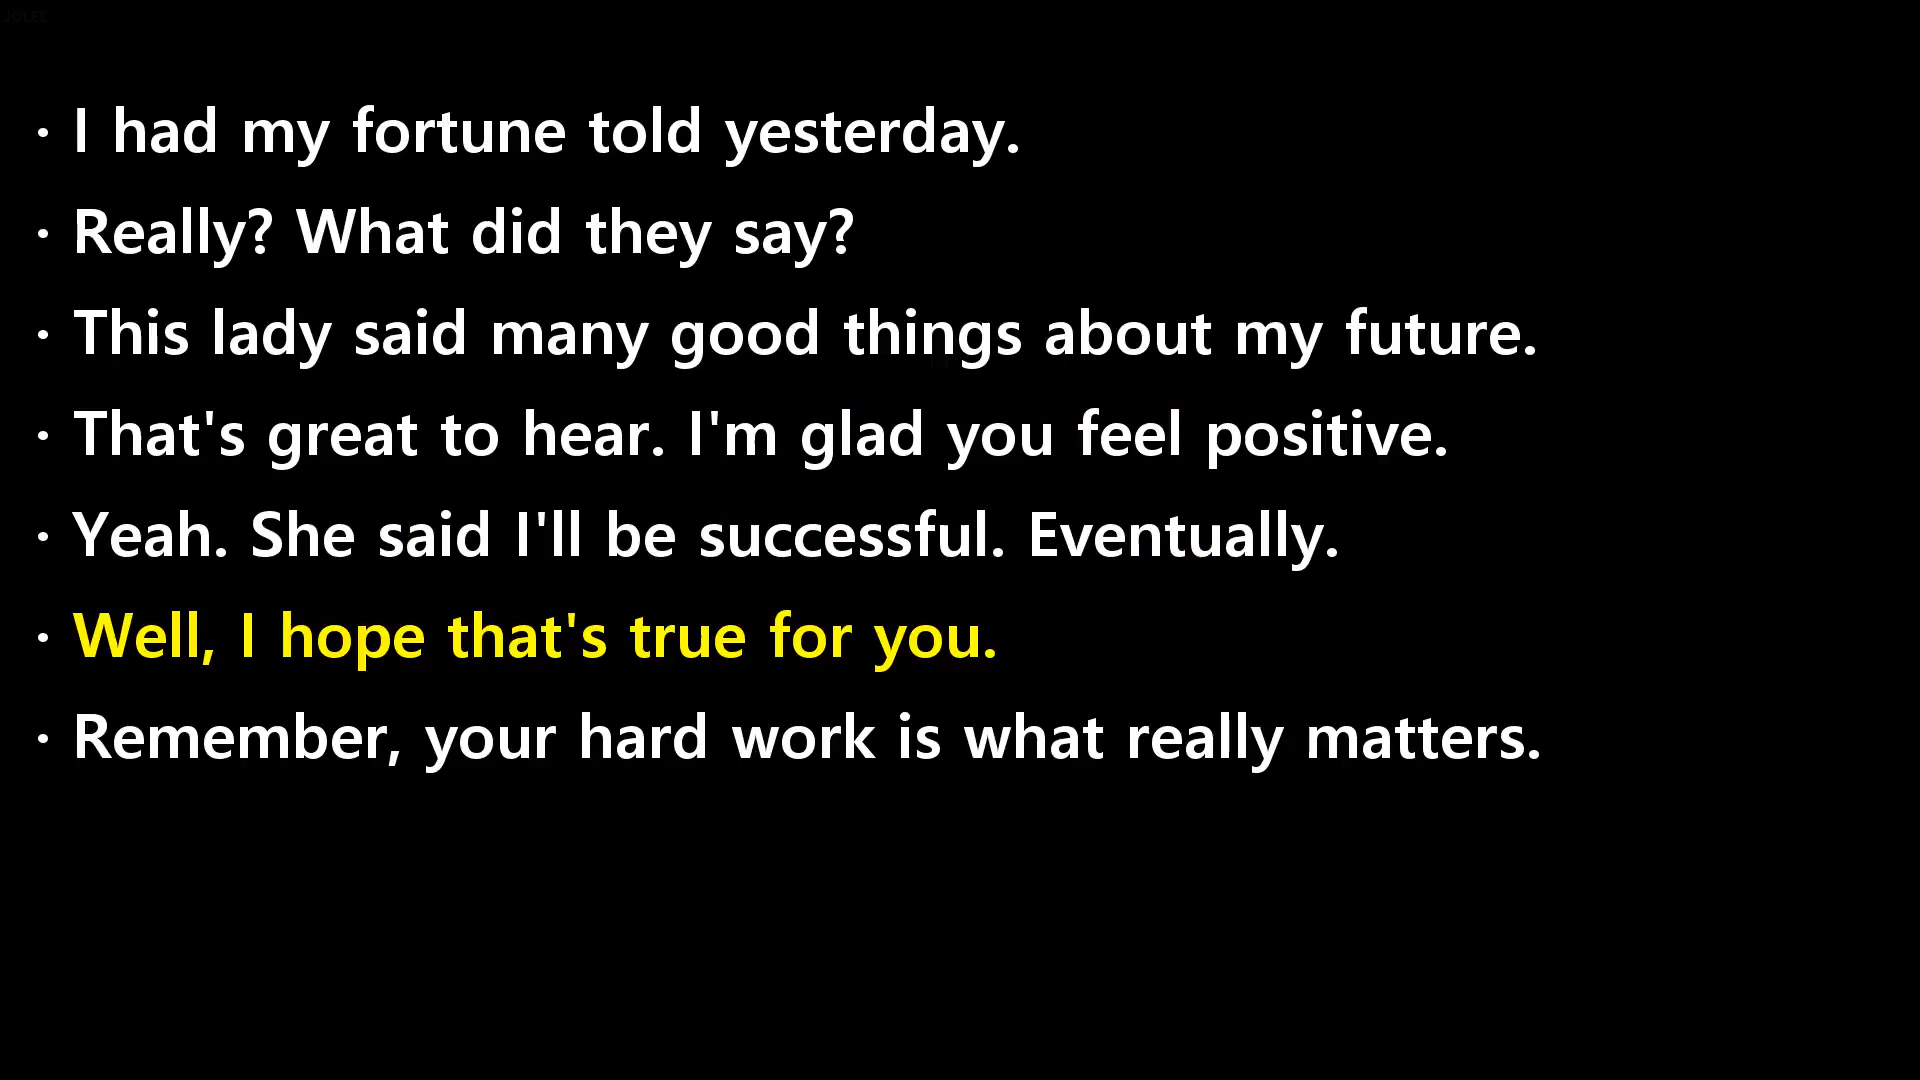 JOLES
· I had my fortune told yesterday.
· Really? What did they say?
· This lady said many good things about my future.
· That's great to hear. I'm glad you feel positive.
· Yeah. She said I'll be successful. Eventually.
· Well, I hope that's true for you.
· Remember, your hard work is what really matters.